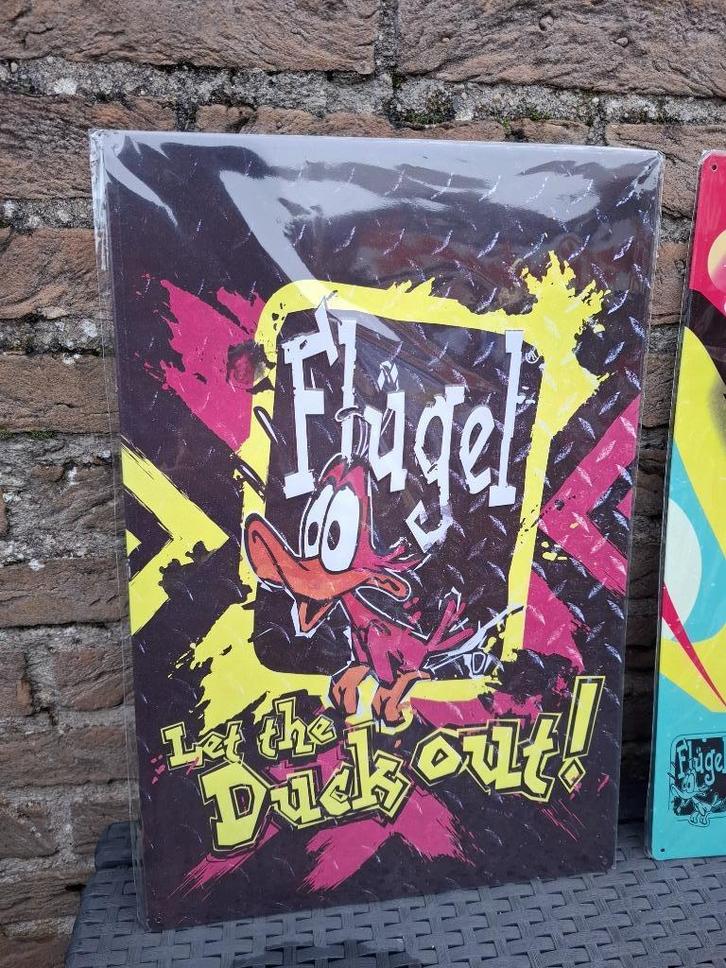 Flügel®
Let the
Duck out!
Flügel